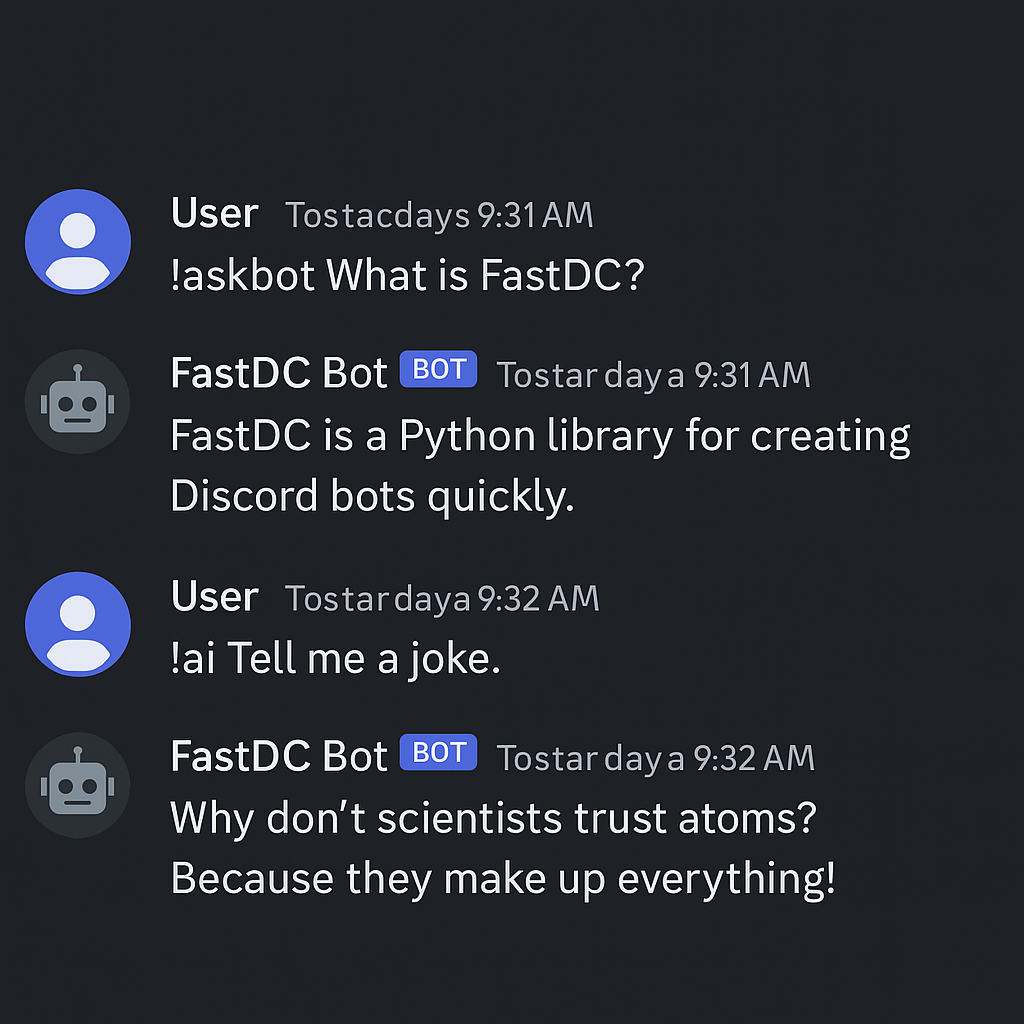 User Tostacdays 9:31 AM
!askbot What is FastDC?
FastDC Bot BOT Tostar day a 9:31 AM
FastDC is a Python library for creating
Discord bots quickly.
User Tostar daya 9:32 AM
!ai Tell me a joke.
FastDC Bot BOT Tostar day a 9:32 AM
Why don't scientists trust atoms?
Because they make up everything!